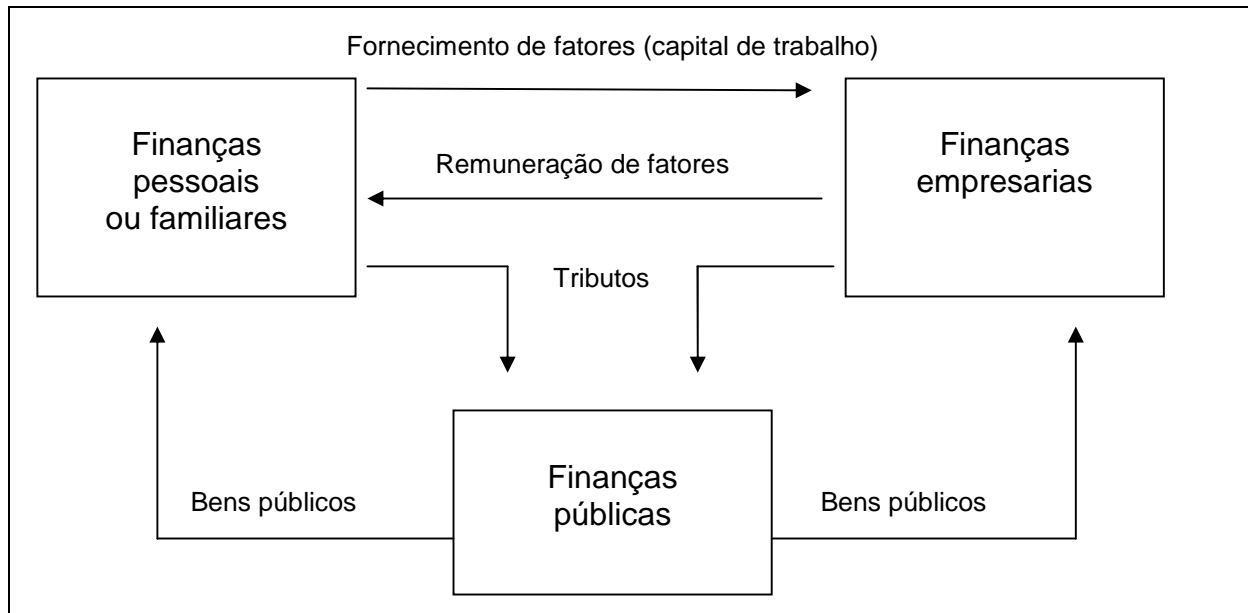 Fornecimento de fatores (capital de trabalho)
Finanças
pessoais
ou familiares
Remuneração de fatores
Finanças
empresarias
Tributos
Bens públicos
Finanças
públicas
Bens públicos